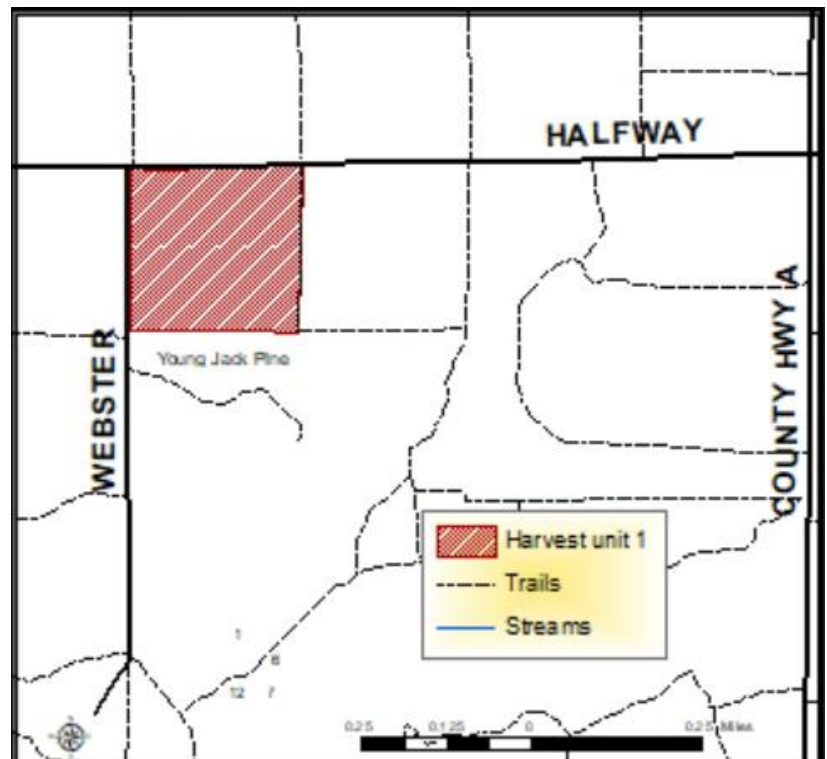 HALFWAY
COUNTY HWY A
WEBSTER
Young Jack Pine
Harvest unit 1
Trails
Streams
1
6
12 7
0.25 0.125 0 0.25 Miles